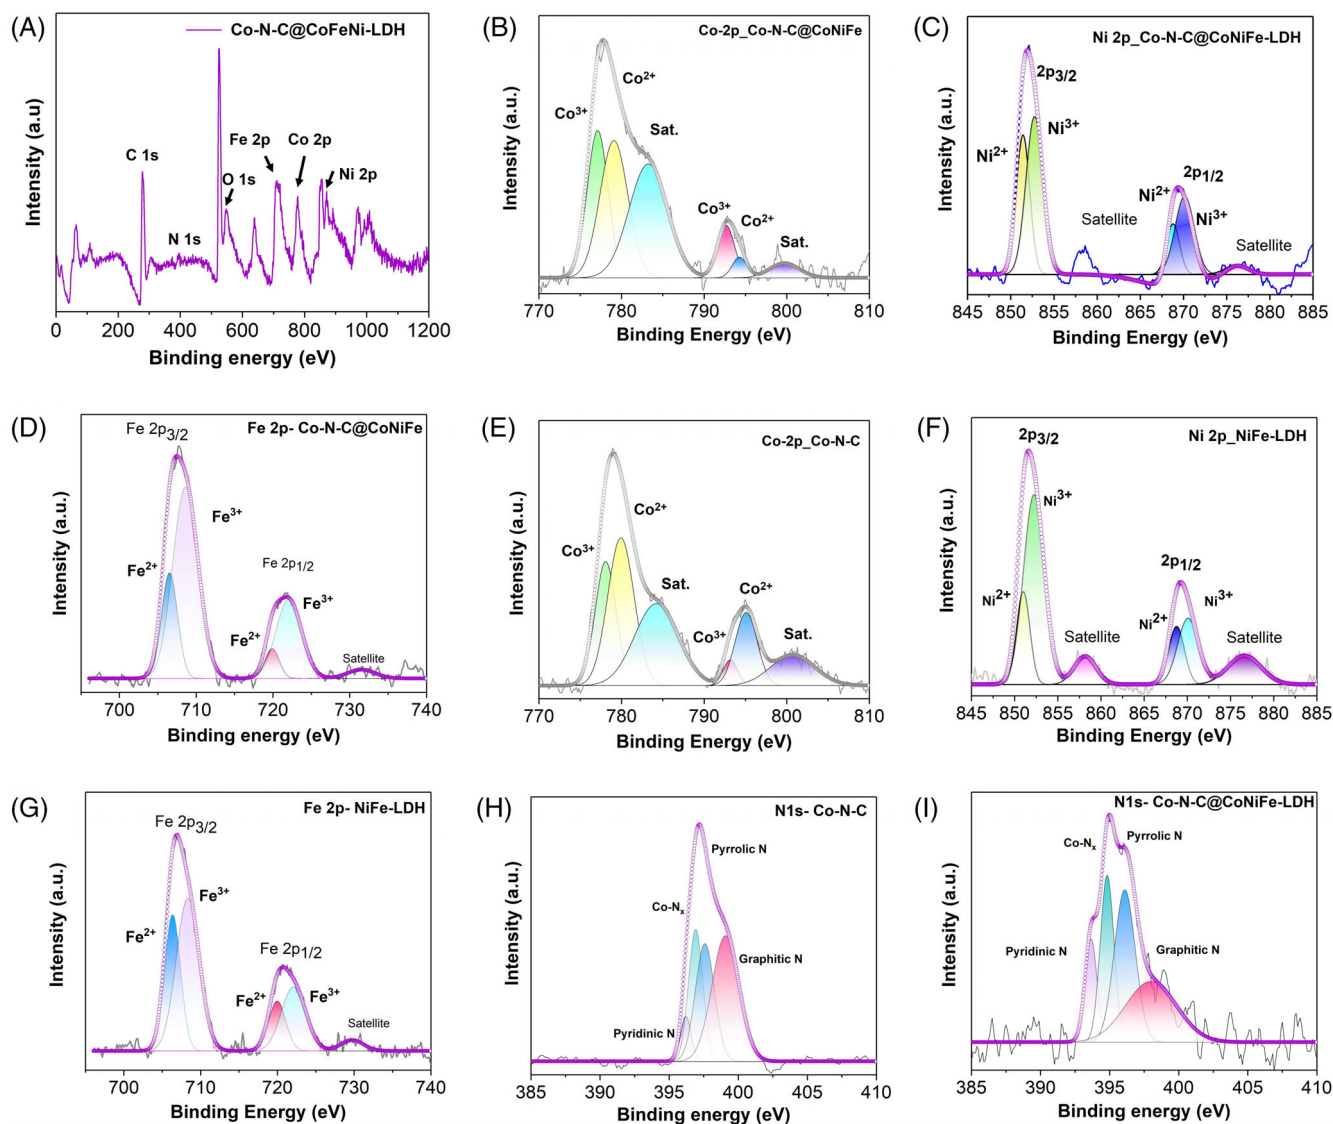 (A)
Co-N-C@CoFeNi-LDH
C 1s
N 1s
O 1s
Fe 2p
Co 2p
Ni 2p
Intensity (a.u)
0 200 400 600 800 1000 1200
Binding energy (eV)
(B)
Co-2p_Co-N-C@CoNiFe
Co3+
Co2+
Sat.
Co3+
Co2+
Sat.
Intensity (a.u.)
770 780 790 800 810
Binding Energy (eV)
(C)
Ni 2p_Co-N-C@CoNiFe-LDH
2p3/2
Ni2+
Ni3+
Satellite
2p1/2
Ni2+
Ni3+
Satellite
Intensity (a.u.)
845 850 855 860 865 870 875 880 885
Binding Energy (eV)
(D)
Fe 2p- Co-N-C@CoNiFe
Fe 2p3/2
Fe3+
Fe2+
Fe 2p1/2
Fe3+
Fe2+
Satellite
Intensity (a.u.)
700 710 720 730 740
Binding energy (eV)
(E)
Co-2p_Co-N-C
Co2+
Co3+
Sat.
Co2+
Co3+
Sat.
Intensity (a.u.)
770 780 790 800 810
Binding Energy (eV)
(F)
Ni 2p_NiFe-LDH
2p3/2
Ni3+
Ni2+
Satellite
2p1/2
Ni3+
Ni2+
Satellite
Intensity (a.u.)
845 850 855 860 865 870 875 880 885
Binding Energy (eV)
(G)
Fe 2p- NiFe-LDH
Fe 2p3/2
Fe3+
Fe2+
Fe 2p1/2
Fe2+
Fe3+
Satellite
Intensity (a.u.)
700 710 720 730 740
Binding Energy (eV)
(H)
N1s- Co-N-C
Pyrrolic N
Co-Nx
Graphitic N
Pyridinic N
Intensity (a.u.)
385 390 395 400 405 410
Binding energy (eV)
(I)
N1s- Co-N-C@CoNiFe-LDH
Co-Nx
Pyrrolic N
Pyridinic N
Graphitic N
Intensity (a.u.)
385 390 395 400 405 410
Binding energy (eV)